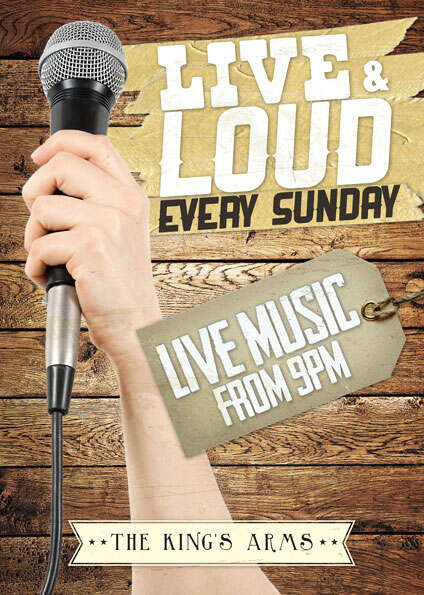 LIVE &
LOUD
EVERY SUNDAY
LIVE MUSIC
FROM 9PM
THE KING'S ARMS